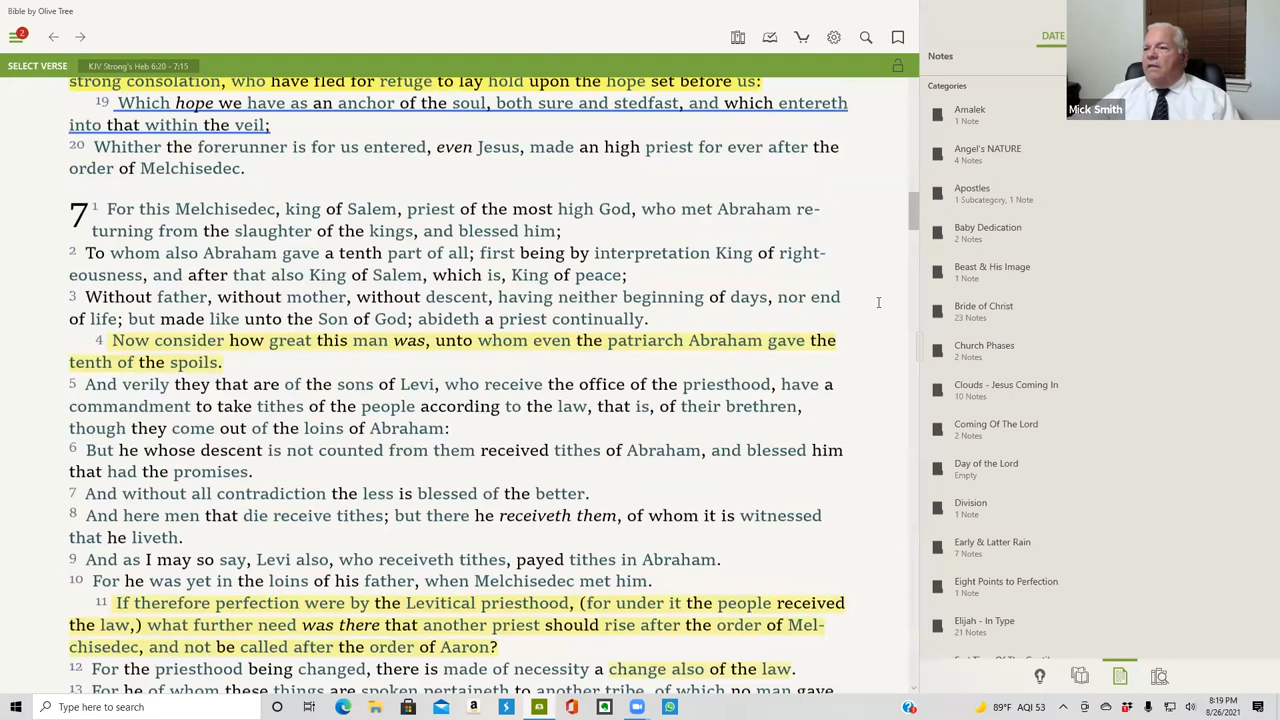 Bible by Olive Tree
2
SELECT VERSE KJV Strong's Heb 6:20 - 7:15
strong consolation, who have fled for refuge to lay hold upon the hope set before us:
19 Which hope we have as an anchor of the soul, both sure and stedfast, and which entereth
into that within the veil;
20 Whither the forerunner is for us entered, even Jesus, made an high priest for ever after the
order of Melchisedec.
7 1 For this Melchisedec, king of Salem, priest of the most high God, who met Abraham re-
turning from the slaughter of the kings, and blessed him;
2 To whom also Abraham gave a tenth part of all; first being by interpretation King of right-
eousness, and after that also King of Salem, which is, King of peace;
3 Without father, without mother, without descent, having neither beginning of days, nor end
of life; but made like unto the Son of God; abideth a priest continually.
4 Now consider how great this man was, unto whom even the patriarch Abraham gave the
tenth of the spoils.
5 And verily they that are of the sons of Levi, who receive the office of the priesthood, have a
commandment to take tithes of the people according to the law, that is, of their brethren,
though they come out of the loins of Abraham:
6 But he whose descent is not counted from them received tithes of Abraham, and blessed him
that had the promises.
7 And without all contradiction the less is blessed of the better.
8 And here men that die receive tithes; but there he receiveth them, of whom it is witnessed
that he liveth.
9 And as I may so say, Levi also, who receiveth tithes, payed tithes in Abraham.
10 For he was yet in the loins of his father, when Melchisedec met him.
11 If therefore perfection were by the Levitical priesthood, (for under it the people received
the law,) what further need was there that another priest should rise after the order of Mel-
chisedec, and not be called after the order of Aaron?
12 For the priesthood being changed, there is made of necessity a change also of the law.
13 For he of whom these things are spoken pertaineth to another tribe, of which no man gave
DATE
Notes
Mick Smith
Categories
Amalek
1 Note
Angel's NATURE
4 Notes
Apostles
1 Subcategory, 1 Note
Baby Dedication
2 Notes
Beast & His Image
1 Note
Bride of Christ
23 Notes
Church Phases
2 Notes
Clouds - Jesus Coming In
10 Notes
Coming Of The Lord
2 Notes
Day of the Lord
Empty
Division
1 Note
Early & Latter Rain
7 Notes
Eight Points to Perfection
1 Note
Elijah - In Type
21 Notes
Type here to search
89°F AQI 53
8:19 PM
8/26/2021